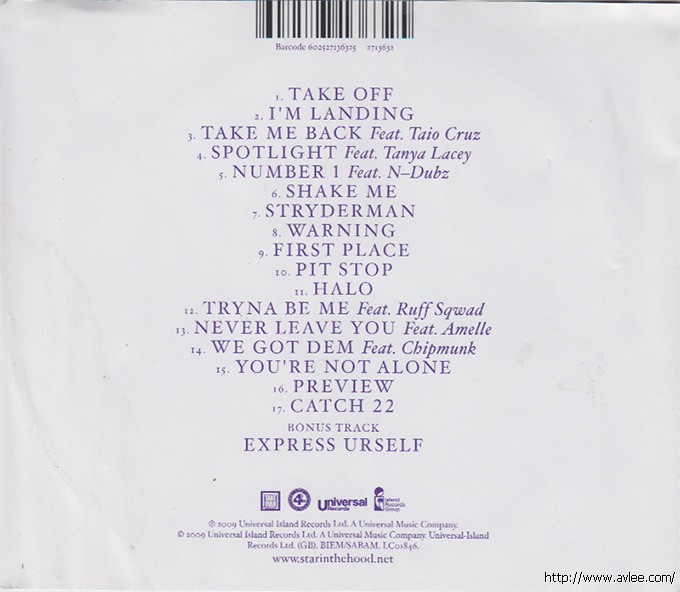 Barcode 602527136325 2713632
1. TAKE OFF
2. I'M LANDING
3. TAKE ME BACK Feat. Taio Cruz
4. SPOTLIGHT Feat. Tanya Lacey
5. NUMBER 1 Feat. N–Dubz
6. SHAKE ME
7. STRYDERMAN
8. WARNING
9. FIRST PLACE
10. PIT STOP
11. HALO
12. TRYNA BE ME Feat. Ruff Sqwad
13. NEVER LEAVE YOU Feat. Amelle
14. WE GOT DEM Feat. Chipmunk
15. YOU'RE NOT ALONE
16. PREVIEW
17. CATCH 22
BONUS TRACK
EXPRESS URSELF
Universal
Records
Island
Records
Group
℗ 2009 Universal Island Records Ltd. A Universal Music Company.
© 2009 Universal Island Records Ltd. A Universal Music Company. Universal-Island
Records Ltd. (GB). BIEM/SABAM. LC01846.
www.starinthehood.net
http://www.avlee.com/